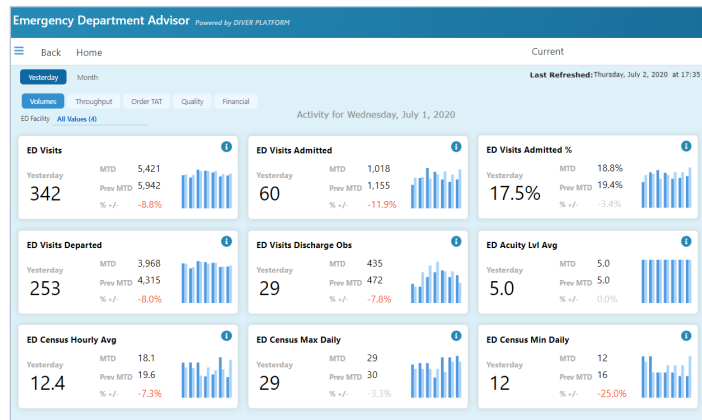 Emergency Department Advisor Powered by DIVER PLATFORM
Back Home Current
Yesterday Month
Last Refreshed: Thursday, July 2, 2020 at 17:35
Volumes Throughput Order TAT Quality Financial
ED Facility All Values (4)
Activity for Wednesday, July 1, 2020
ED Visits
Yesterday
342
MTD 5,421
Prev MTD 5,942
% +/- -8.8%
ED Visits Admitted
Yesterday
60
MTD 1,018
Prev MTD 1,155
% +/- -11.9%
ED Visits Admitted %
Yesterday
17.5%
MTD 18.8%
Prev MTD 19.4%
% +/- -3.4%
ED Visits Departed
Yesterday
253
MTD 3,968
Prev MTD 4,315
% +/- -8.0%
ED Visits Discharge Obs
Yesterday
29
MTD 435
Prev MTD 472
% +/- -7.8%
ED Acuity Lvl Avg
Yesterday
5.0
MTD 5.0
Prev MTD 5.0
% +/- 0.0%
ED Census Hourly Avg
Yesterday
12.4
MTD 18.1
Prev MTD 19.6
% +/- -7.3%
ED Census Max Daily
Yesterday
29
MTD 29
Prev MTD 30
% +/- -3.3%
ED Census Min Daily
Yesterday
12
MTD 12
Prev MTD 16
% +/- -25.0%